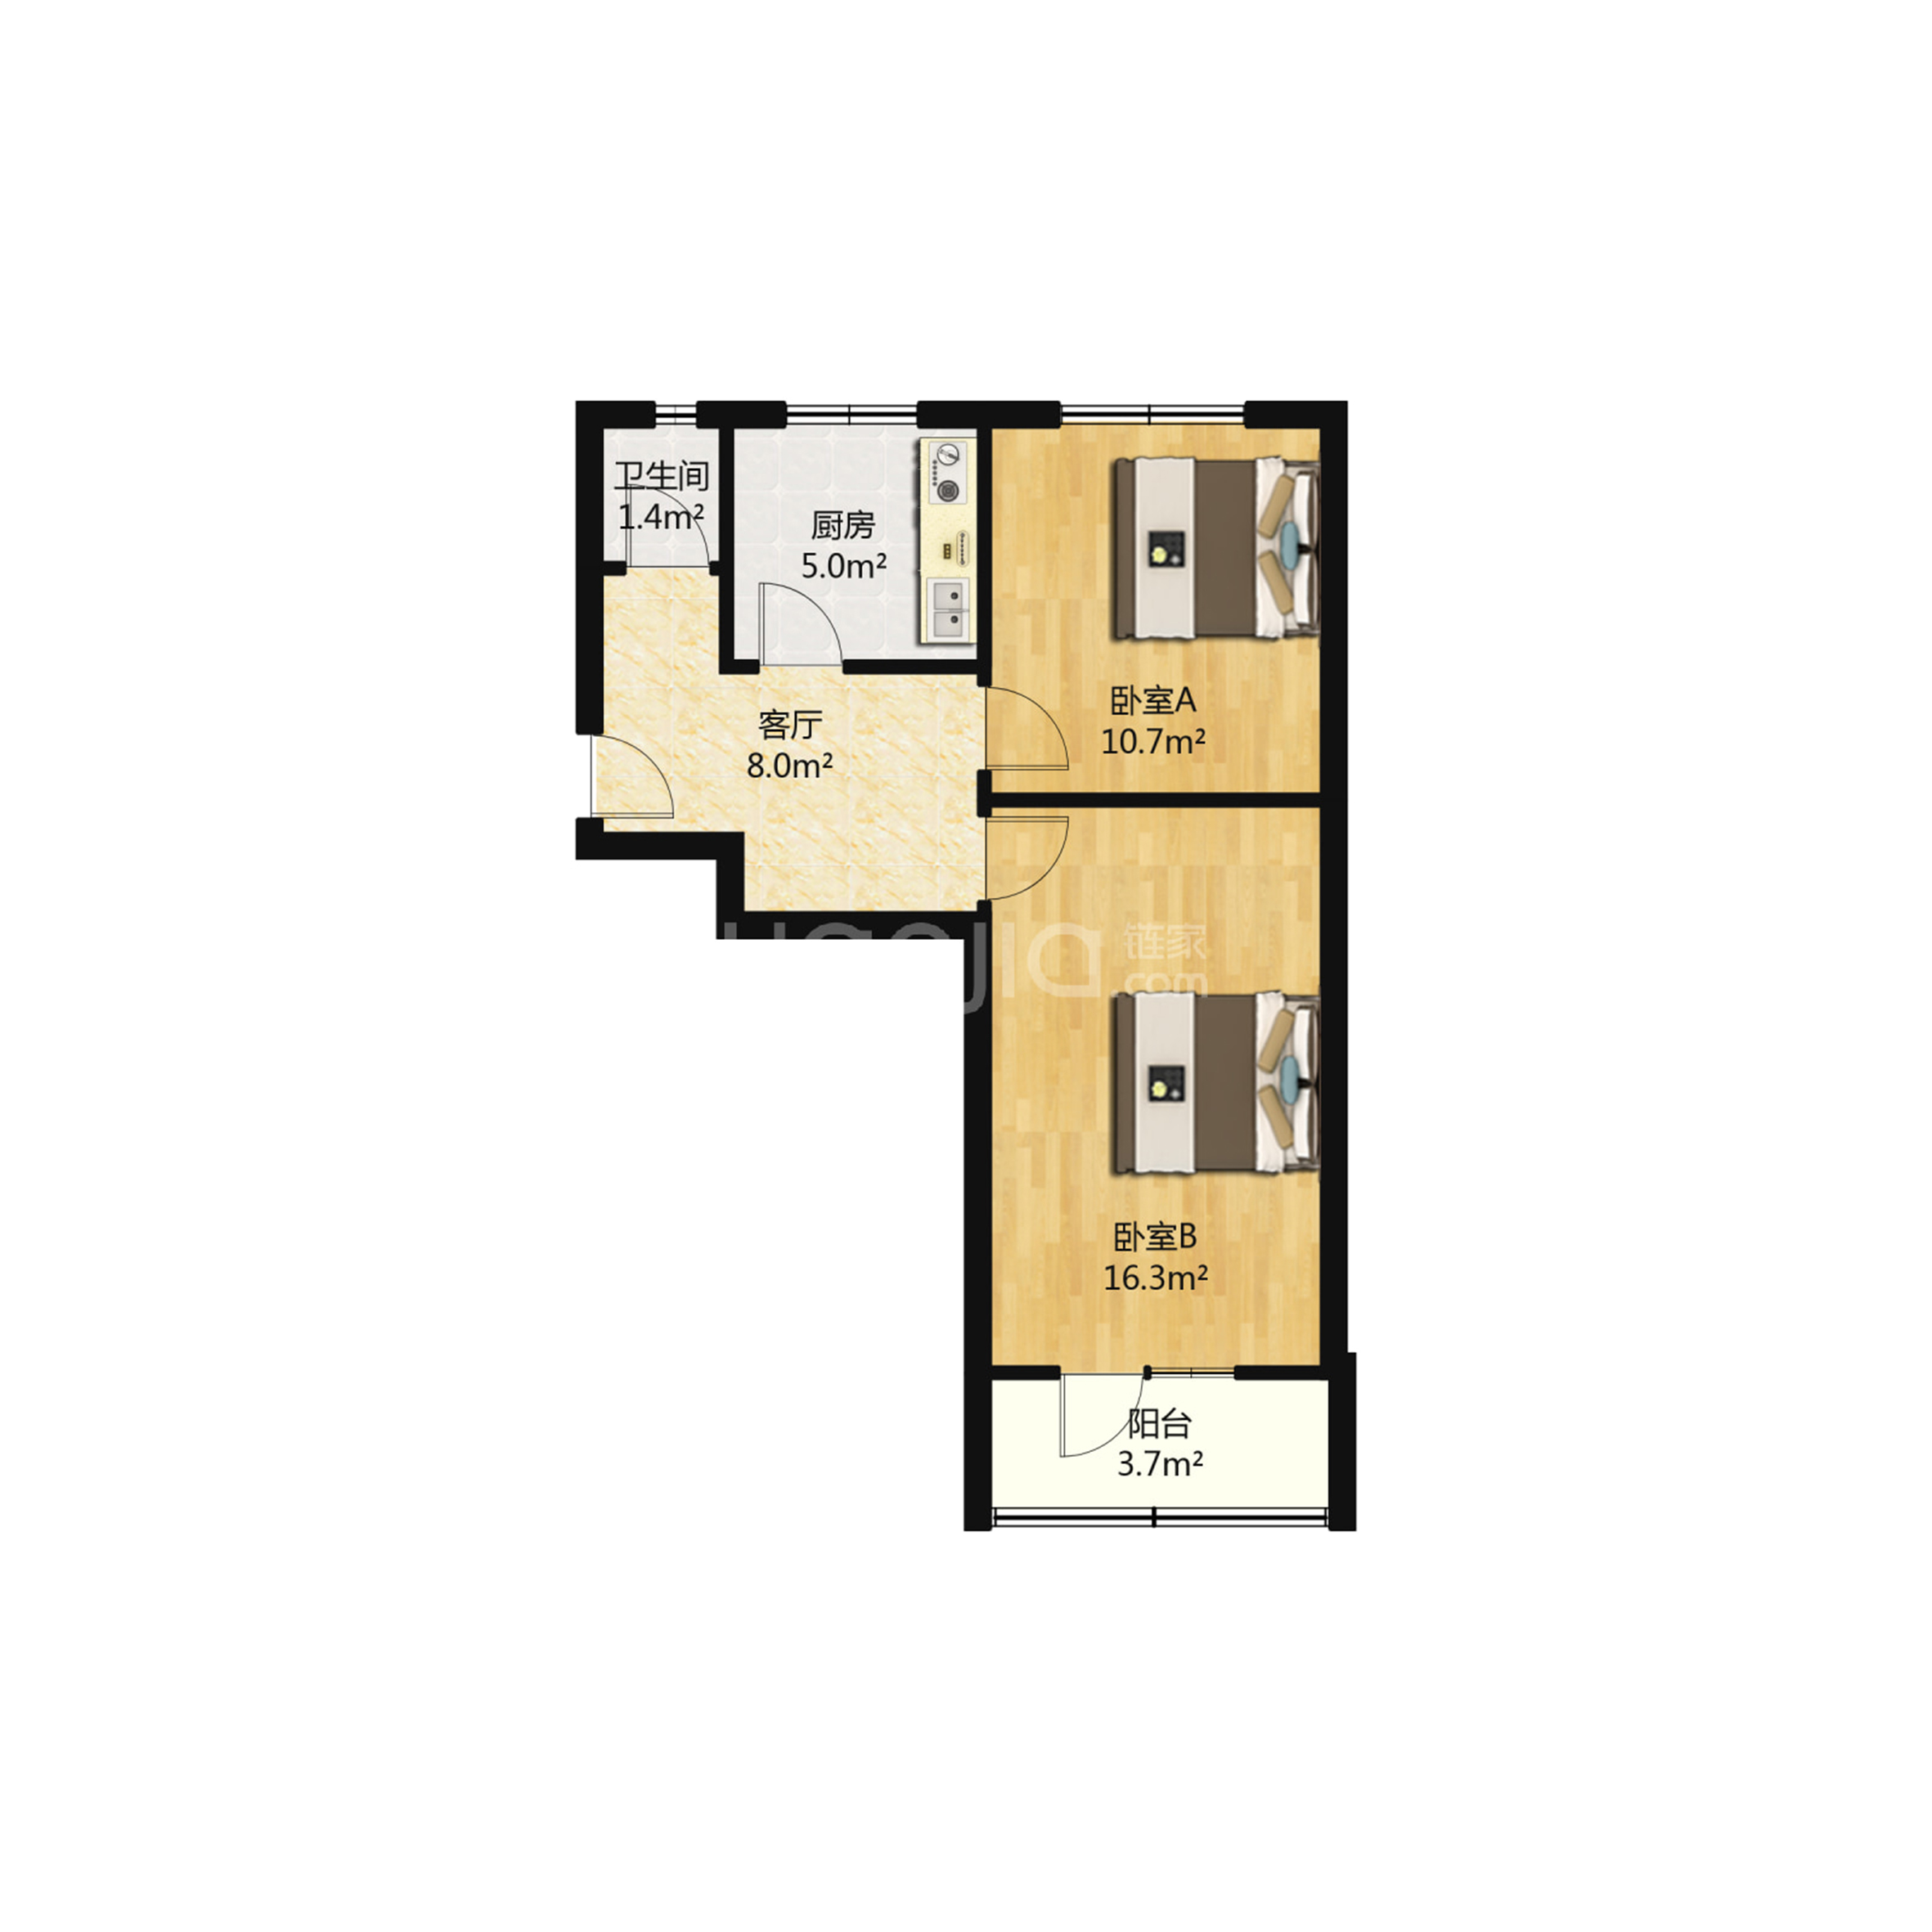 卫生间
1.4m²
厨房
5.0m²
卧室A
10.7m²
客厅
8.0m²
链家
.com
卧室B
16.3m²
阳台
3.7m²